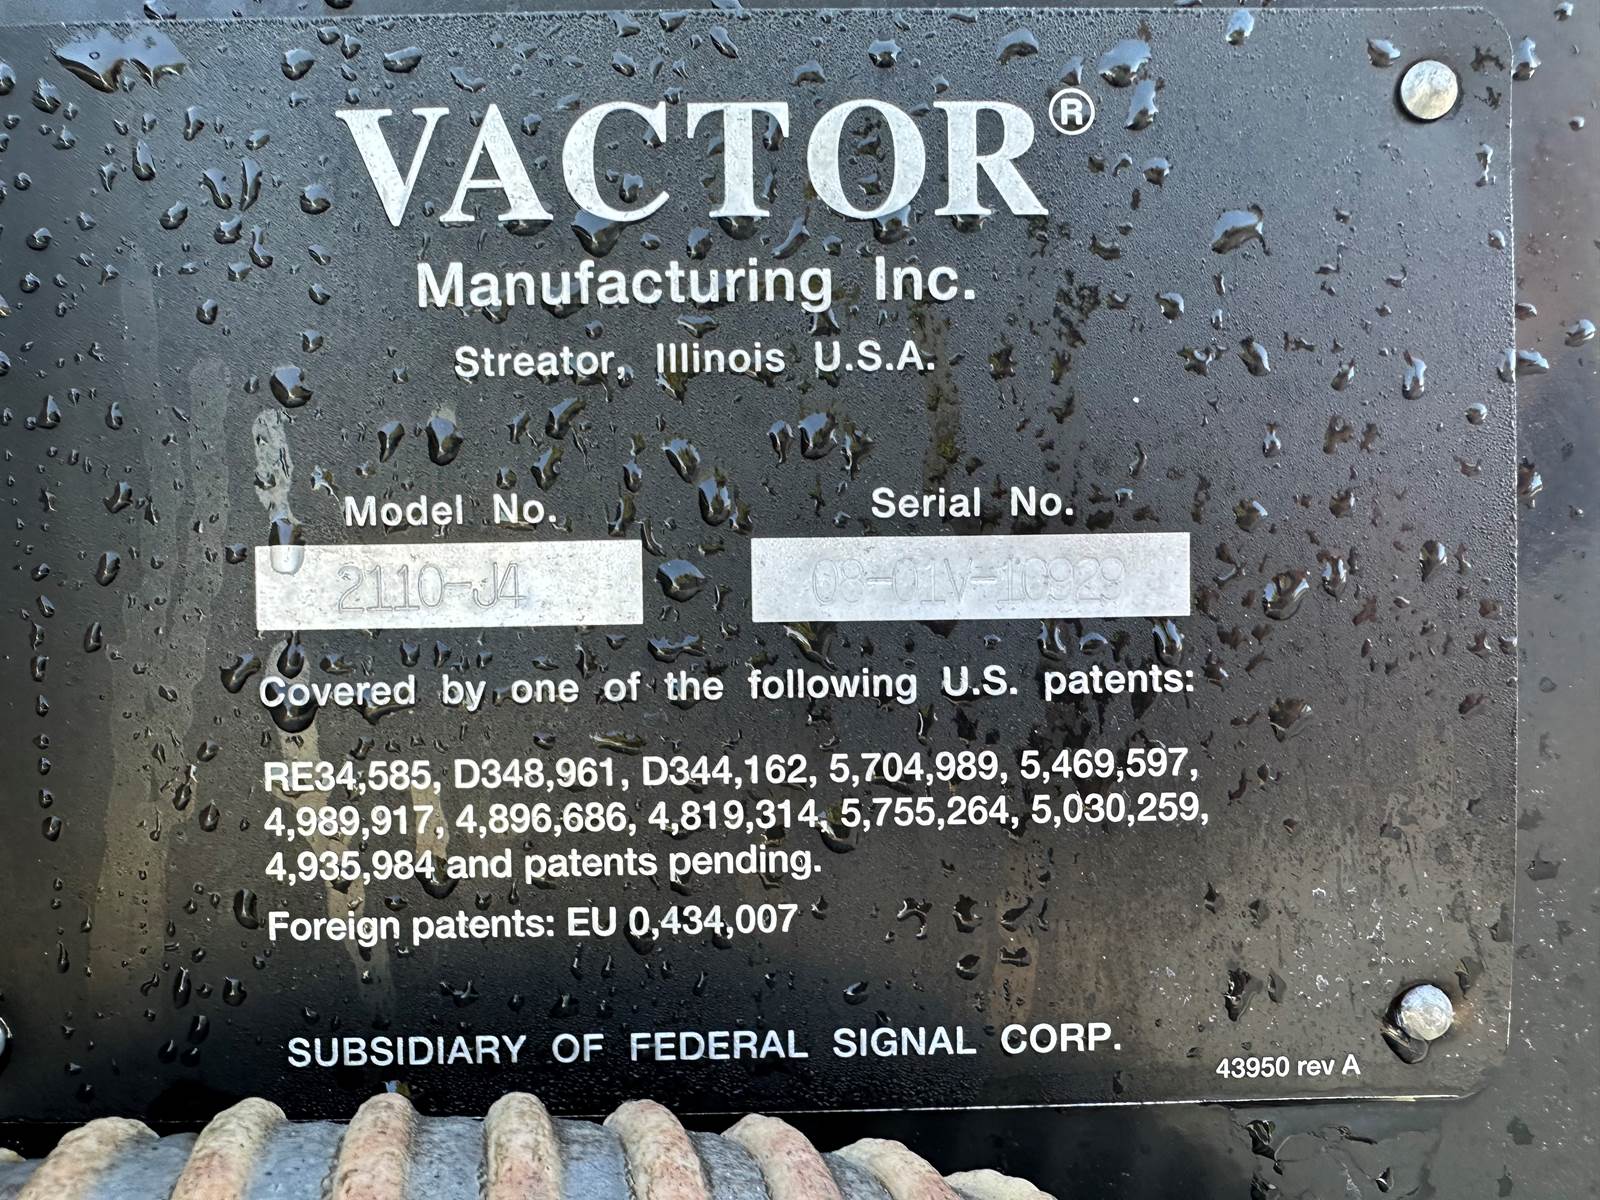 VACTOR®
Manufacturing Inc.
Streator, Illinois U.S.A.
Model No. Serial No.
2110-J4 08-01V-10929
Covered by one of the following U.S. patents:
RE34,585, D348,961, D344,162, 5,704,989, 5,469,597,
4,989,917, 4,896,686, 4,819,314, 5,755,264, 5,030,259,
4,935,984 and patents pending.
Foreign patents: EU 0,434,007
SUBSIDIARY OF FEDERAL SIGNAL CORP.
43950 rev A